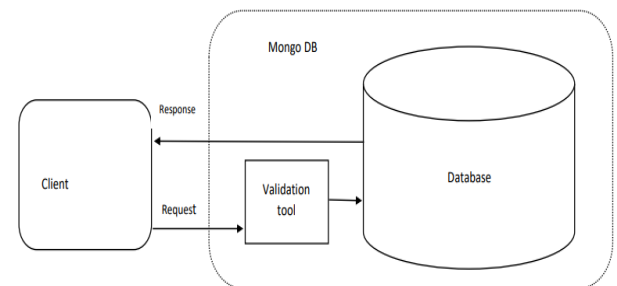 Mongo DB
Response
Client
Database
Validation
tool
Request